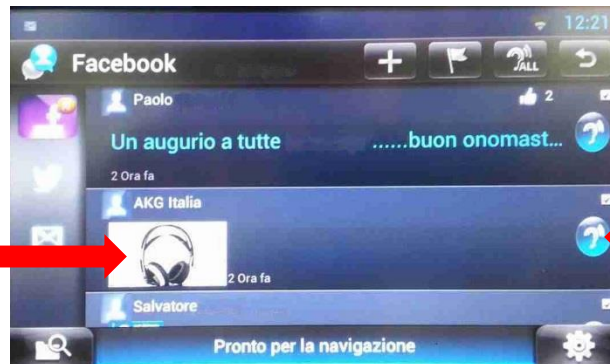 12:21
Facebook
ALL
Paolo
2
Un augurio a tutte ......buon onomast...
2 Ora fa
AKG Italia
2 Ora fa
Salvatore
Pronto per la navigazione